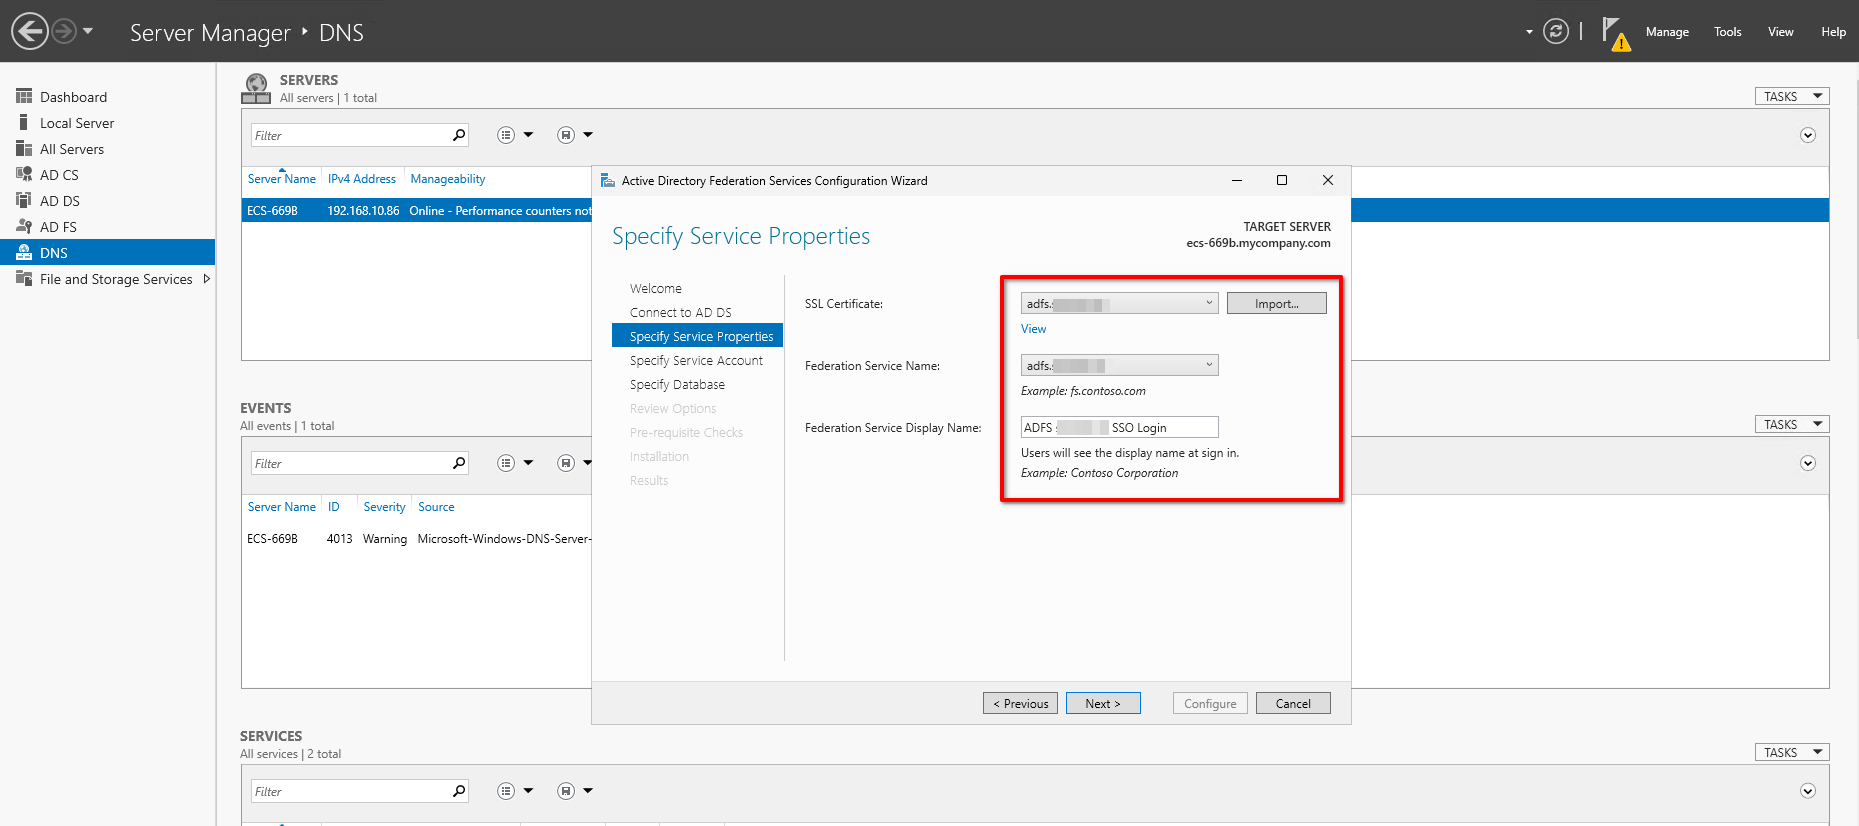 Server Manager ‣ DNS
Manage Tools View Help
Dashboard
Local Server
All Servers
AD CS
AD DS
AD FS
DNS
File and Storage Services
SERVERS
All servers | 1 total
TASKS
Filter
Server Name IPv4 Address Manageability
ECS-669B 192.168.10.86 Online - Performance counters not
EVENTS
All events | 1 total
TASKS
Filter
Server Name ID Severity Source
ECS-669B 4013 Warning Microsoft-Windows-DNS-Server-
SERVICES
All services | 2 total
TASKS
Filter
Active Directory Federation Services Configuration Wizard
Specify Service Properties
TARGET SERVER
ecs-669b.mycompany.com
Welcome
Connect to AD DS
Specify Service Properties
Specify Service Account
Specify Database
Review Options
Pre-requisite Checks
Installation
Results
SSL Certificate: adfs. Import...
View
Federation Service Name: adfs.
Example: fs.contoso.com
Federation Service Display Name: ADFS SSO Login
Users will see the display name at sign in.
Example: Contoso Corporation
< Previous Next > Configure Cancel